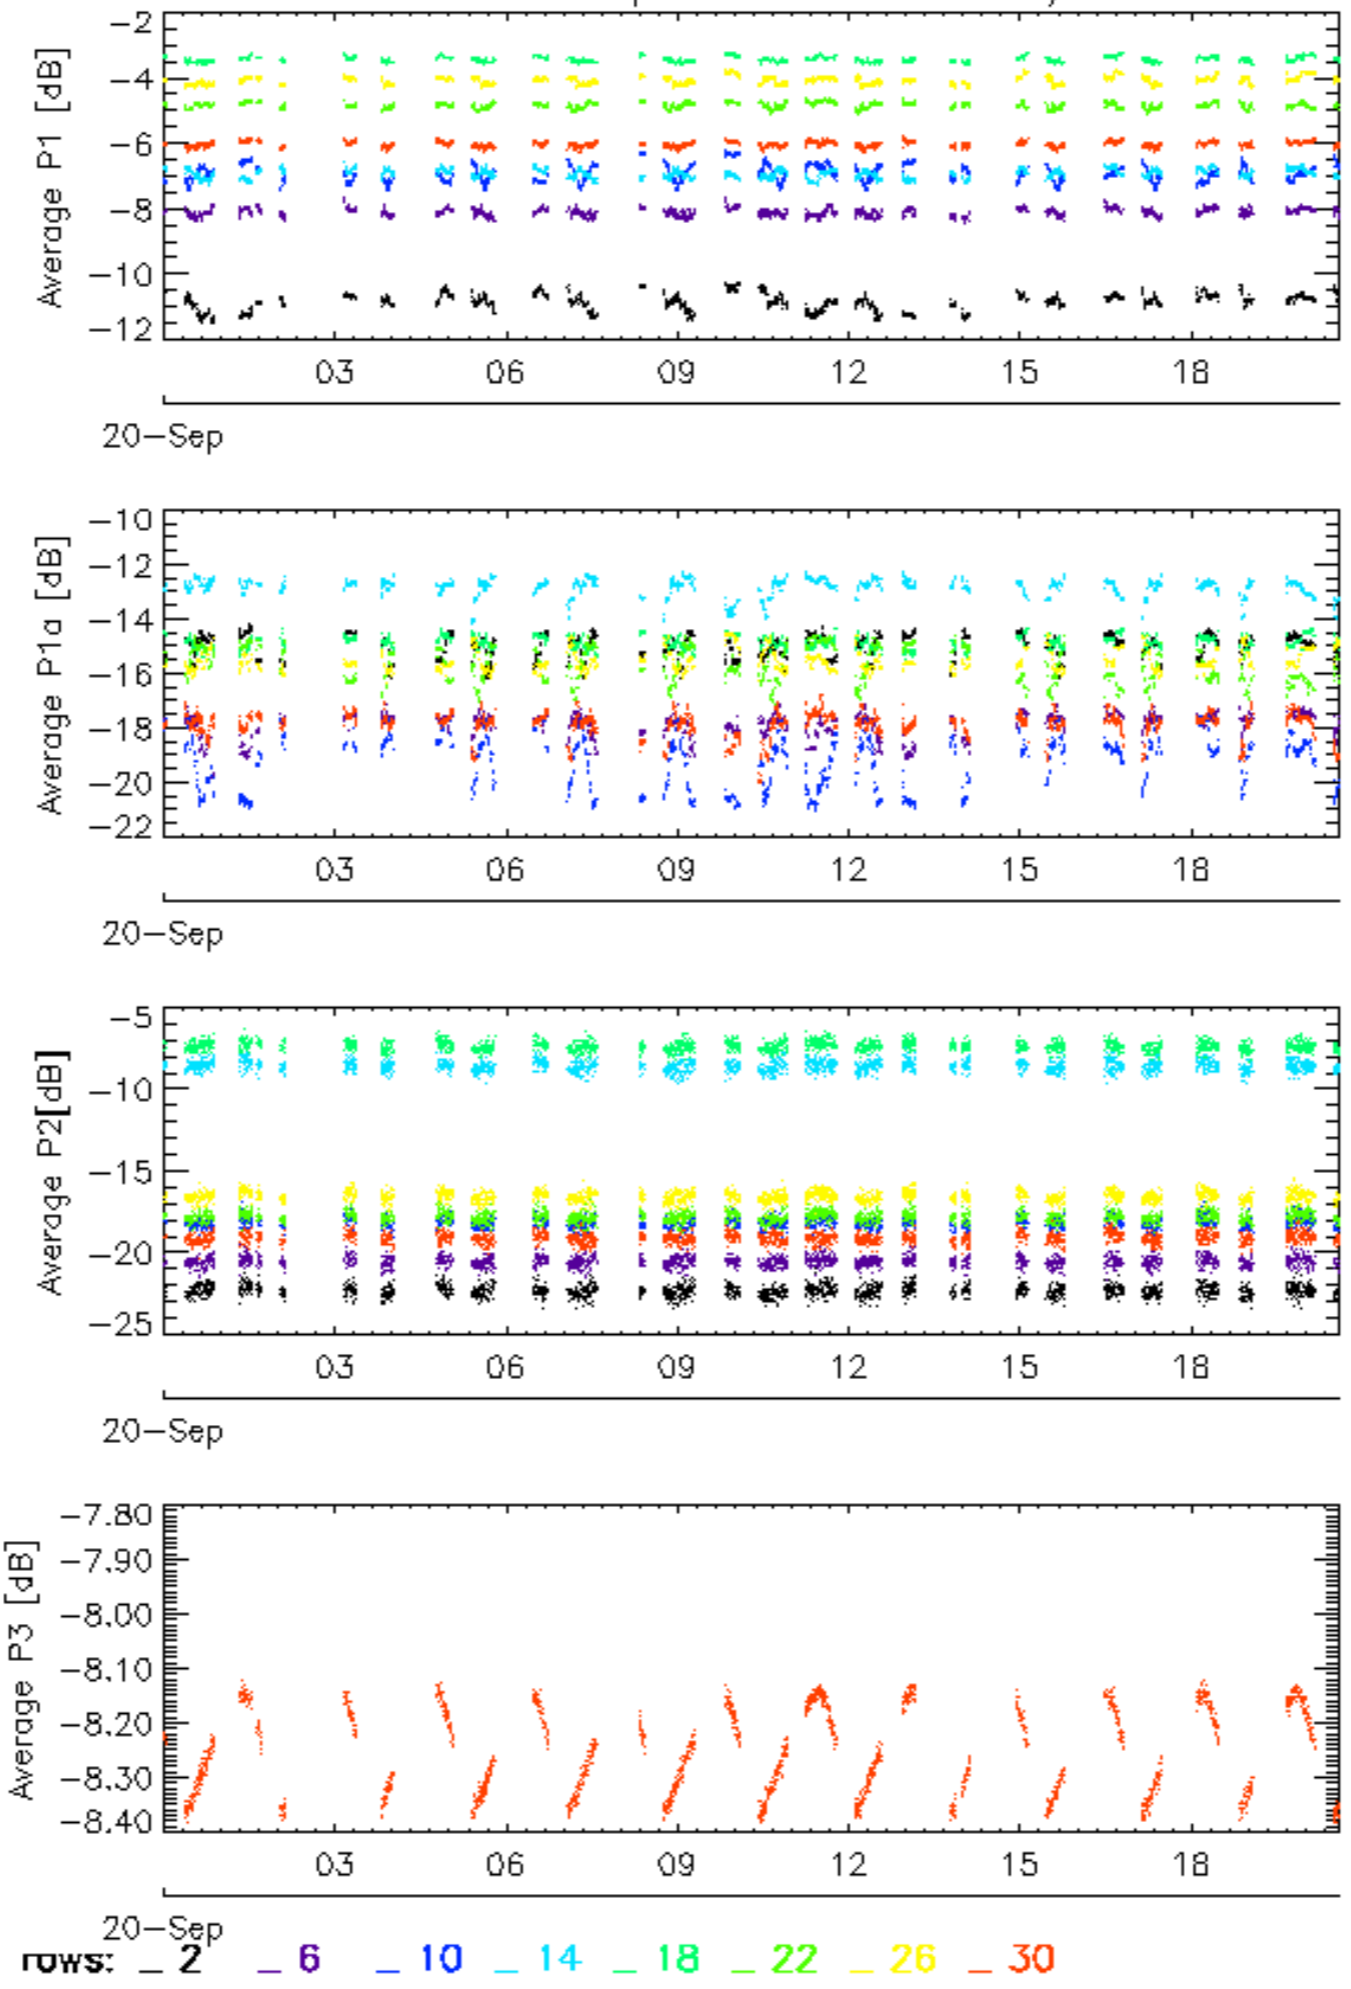 Average P1 [dB]
-2
-4
-6
-8
-10
-12
03 06 09 12 15 18
20-Sep
Average P1a [dB]
-10
-12
-14
-16
-18
-20
-22
03 06 09 12 15 18
20-Sep
Average P2[dB]
-5
-10
-15
-20
-25
03 06 09 12 15 18
20-Sep
Average P3 [dB]
-7.80
-7.90
-8.00
-8.10
-8.20
-8.30
-8.40
03 06 09 12 15 18
20-Sep
rows: _ 2 _ 6 _ 10 _ 14 _ 18 _ 22 _ 26 _ 30